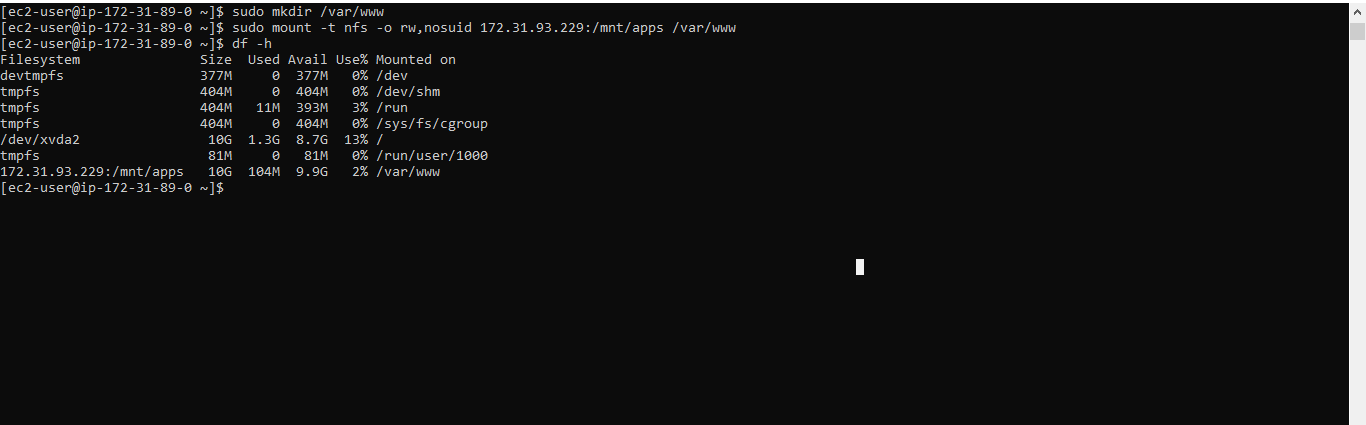 [ec2-user@ip-172-31-89-0 ~]$ sudo mkdir /var/www
[ec2-user@ip-172-31-89-0 ~]$ sudo mount -t nfs -o rw,nosuid 172.31.93.229:/mnt/apps /var/www
[ec2-user@ip-172-31-89-0 ~]$ df -h
Filesystem               Size  Used Avail Use% Mounted on
devtmpfs                 377M     0  377M   0% /dev
tmpfs                    404M     0  404M   0% /dev/shm
tmpfs                    404M   11M  393M   3% /run
tmpfs                    404M     0  404M   0% /sys/fs/cgroup
/dev/xvda2                10G  1.3G  8.7G  13% /
tmpfs                     81M     0   81M   0% /run/user/1000
172.31.93.229:/mnt/apps   10G  104M  9.9G   2% /var/www
[ec2-user@ip-172-31-89-0 ~]$